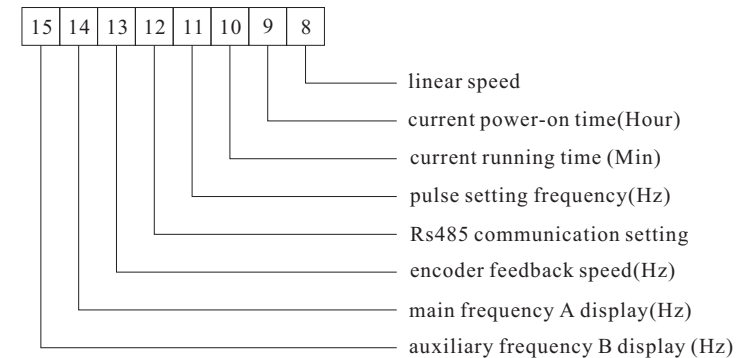 15 14 13 12 11 10 9 8
linear speed
current power-on time(Hour)
current running time (Min)
pulse setting frequency(Hz)
Rs485 communication setting
encoder feedback speed(Hz)
main frequency A display(Hz)
auxiliary frequency B display (Hz)